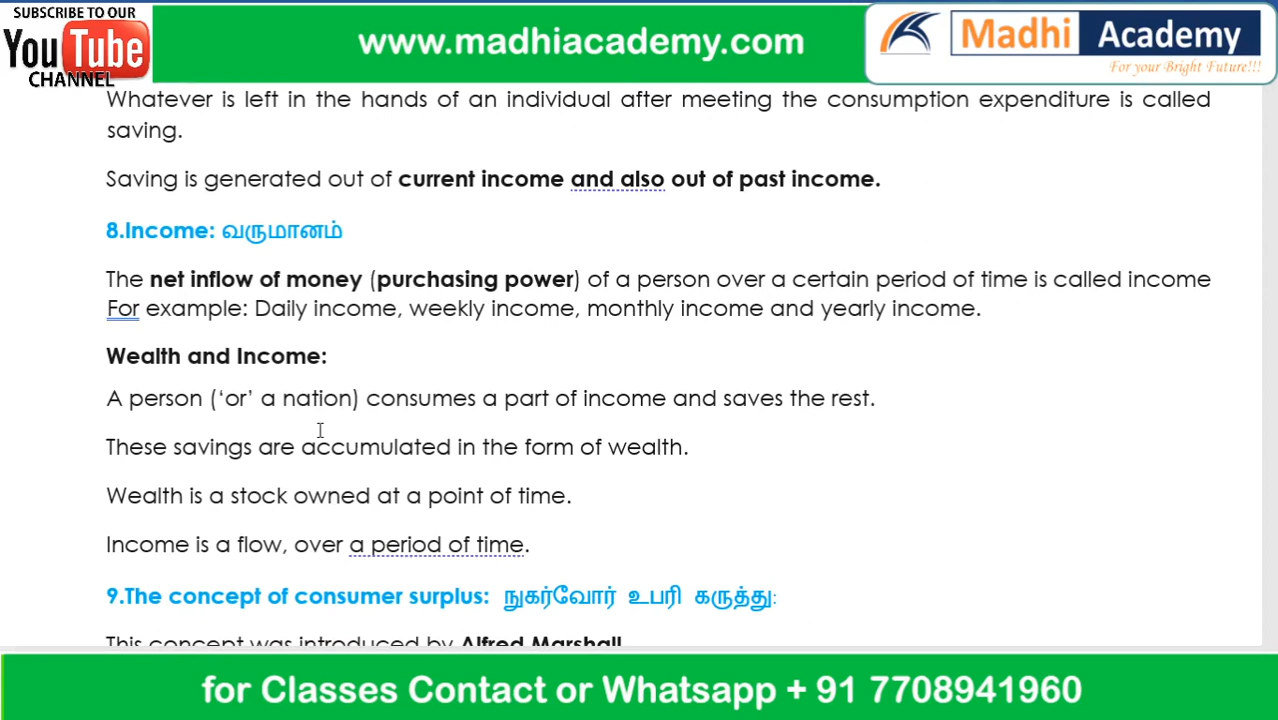 SUBSCRIBE TO OUR
YouTube
CHANNEL
www.madhiacademy.com
Madhi Academy
For your Bright Future!!!
Whatever is left in the hands of an individual after meeting the consumption expenditure is called
saving.
Saving is generated out of current income and also out of past income.
8.Income: வருமானம்
The net inflow of money (purchasing power) of a person over a certain period of time is called income
For example: Daily income, weekly income, monthly income and yearly income.
Wealth and Income:
A person (‘or’ a nation) consumes a part of income and saves the rest.
These savings are accumulated in the form of wealth.
Wealth is a stock owned at a point of time.
Income is a flow, over a period of time.
9.The concept of consumer surplus: நுகர்வோர் உபரி கருத்து:
This concept was introduced by Alfred Marshall
for Classes Contact or Whatsapp + 91 7708941960